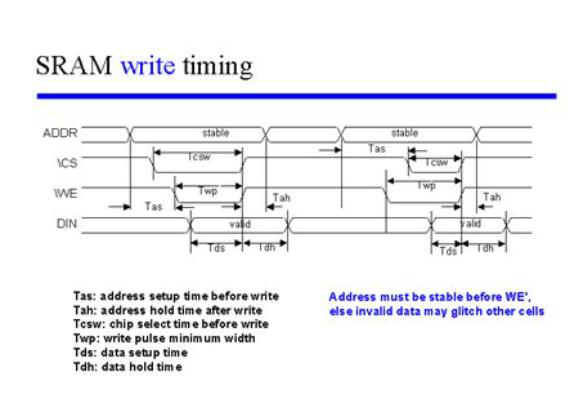 SRAM write timing
ADDR stable stable
Tas
\CS Tcsw Tcsw
\WE Twp Twp
Tas Tah Tah
DIN valid valid
Tds Tdh Tds Tdh
Tas: address setup time before write
Tah: address hold time after write
Tcsw: chip select time before write
Twp: write pulse minimum width
Tds: data setup time
Tdh: data hold time
Address must be stable before WE',
else invalid data may glitch other cells